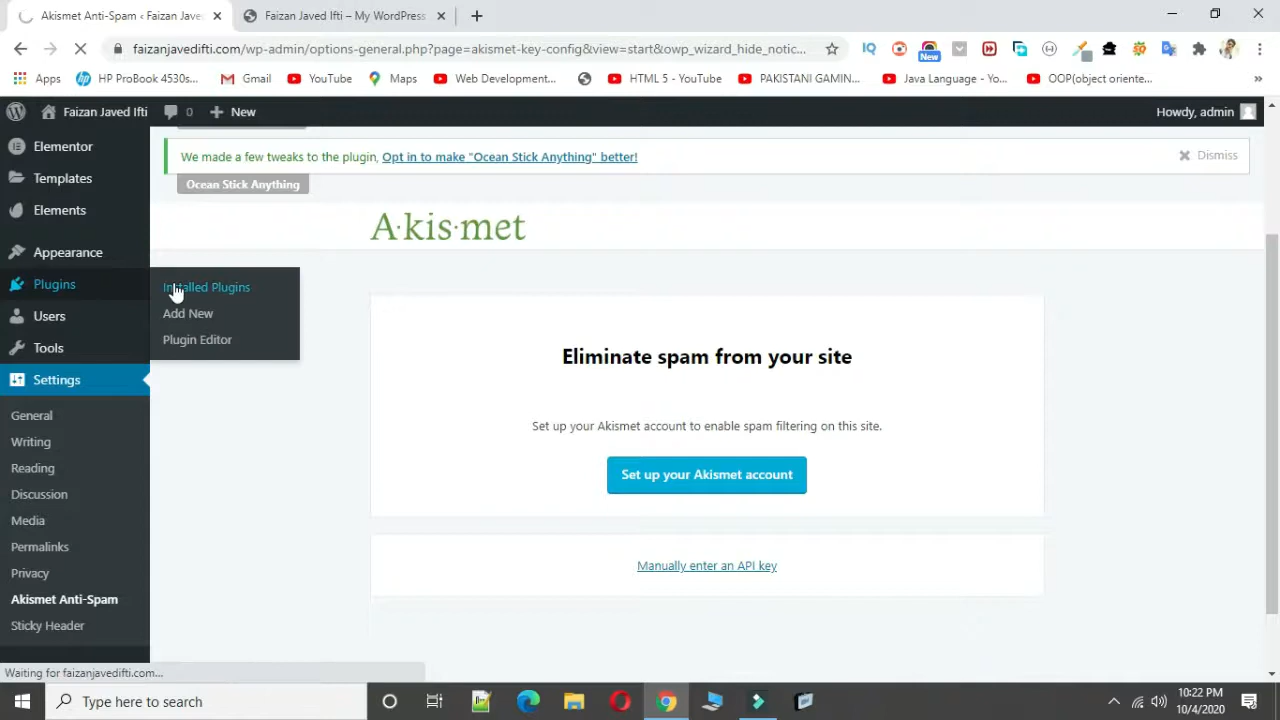 Akismet Anti-Spam ‹ Faizan Jave
Faizan Javed Ifti – My WordPress
faizanjavedifti.com/wp-admin/options-general.php?page=akismet-key-config&view=start&owp_wizard_hide_notic...
New
Apps
HP ProBook 4530s...
Gmail
YouTube
Maps
Web Development...
HTML 5 - YouTube
PAKISTANI GAMIN...
Java Language - Yo...
OOP(object oriente...
Faizan Javed Ifti
0
New
Howdy, admin
Elementor
Templates
Elements
Appearance
Plugins
Users
Tools
Settings
General
Writing
Reading
Discussion
Media
Permalinks
Privacy
Akismet Anti-Spam
Sticky Header
Installed Plugins
Add New
Plugin Editor
We made a few tweaks to the plugin, Opt in to make "Ocean Stick Anything" better!
Dismiss
Ocean Stick Anything
A·kis·met
Eliminate spam from your site
Set up your Akismet account to enable spam filtering on this site.
Set up your Akismet account
Manually enter an API key
Waiting for faizanjavedifti.com...
Type here to search
10:22 PM
10/4/2020